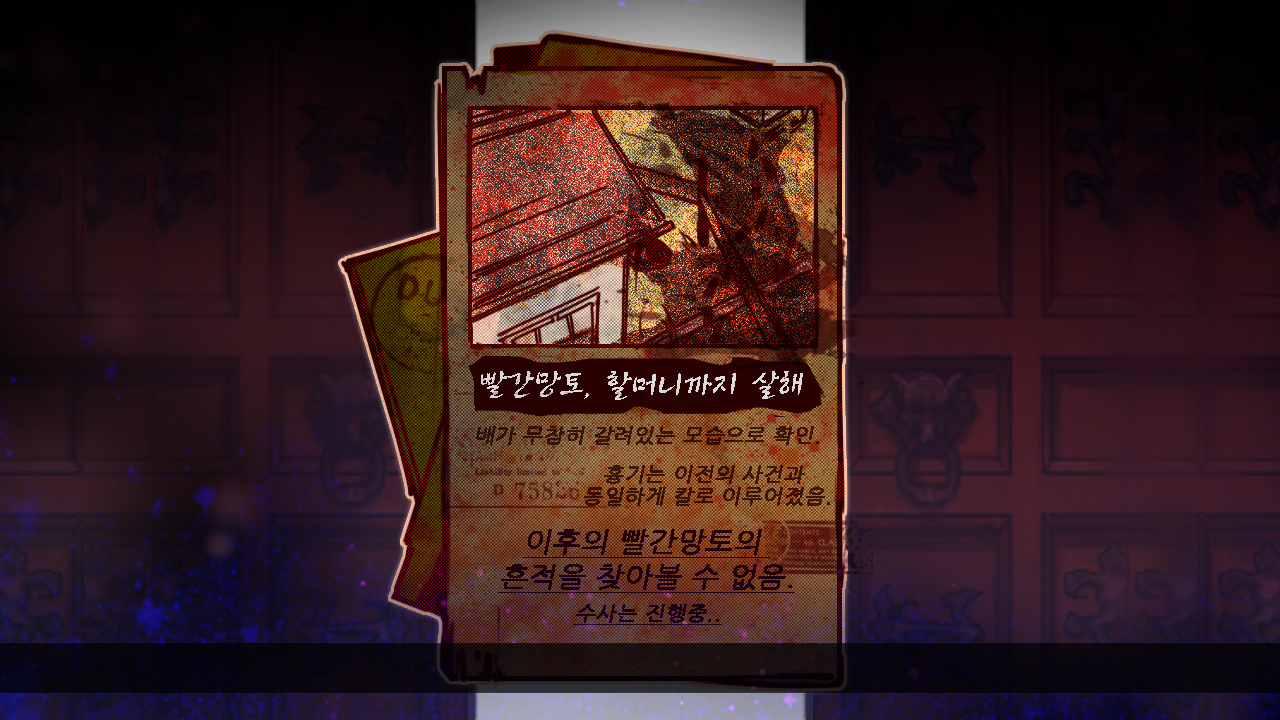 DU
빨간망토, 할머니까지 살해
배가 무참히 갈려있는 모습으로 확인.
흉기는 이전의 사건과
D 75826
동일하게 칼로 이루어졌음.
이후의 빨간망토의
흔적을 찾아볼 수 없음.
수사는 진행중..